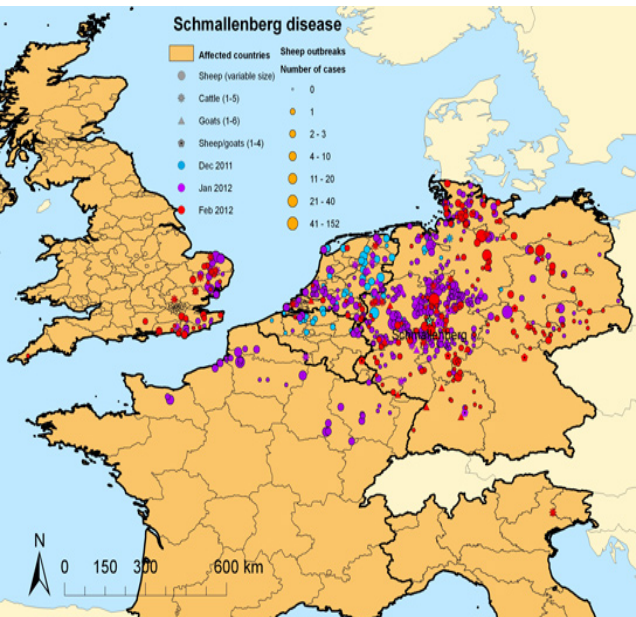 Schmallenberg disease
Affected countries
Sheep (variable size)
Cattle (1-5)
Goats (1-6)
Sheep/goats (1-4)
Dec 2011
Jan 2012
Feb 2012
Sheep outbreaks
Number of cases
0
1
2 - 3
4 - 10
11 - 20
21 - 40
41 - 152
Schmallenberg
N
0 150 300 600 km